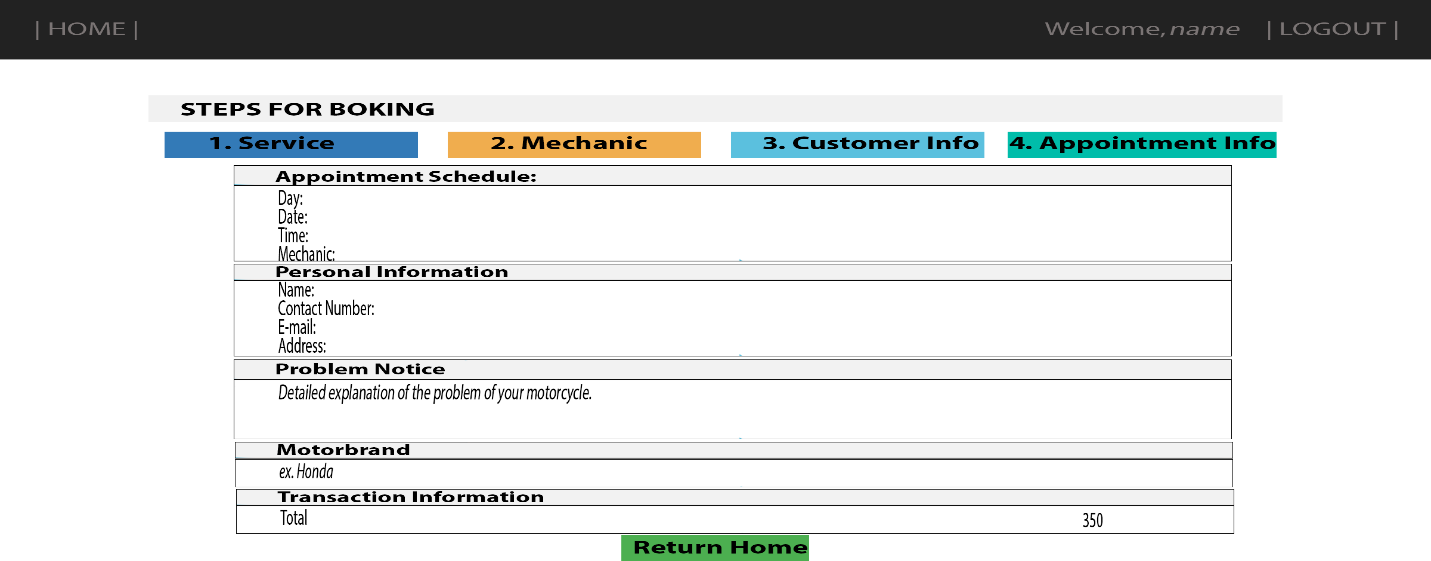 | HOME | Welcome, name | LOGOUT |
STEPS FOR BOKING
1. Service 2. Mechanic 3. Customer Info 4. Appointment Info
Appointment Schedule:
Day:
Date:
Time:
Mechanic:
Personal Information
Name:
Contact Number:
E-mail:
Address:
Problem Notice
Detailed explanation of the problem of your motorcycle.
Motorbrand
ex. Honda
Transaction Information
Total 350
Return Home